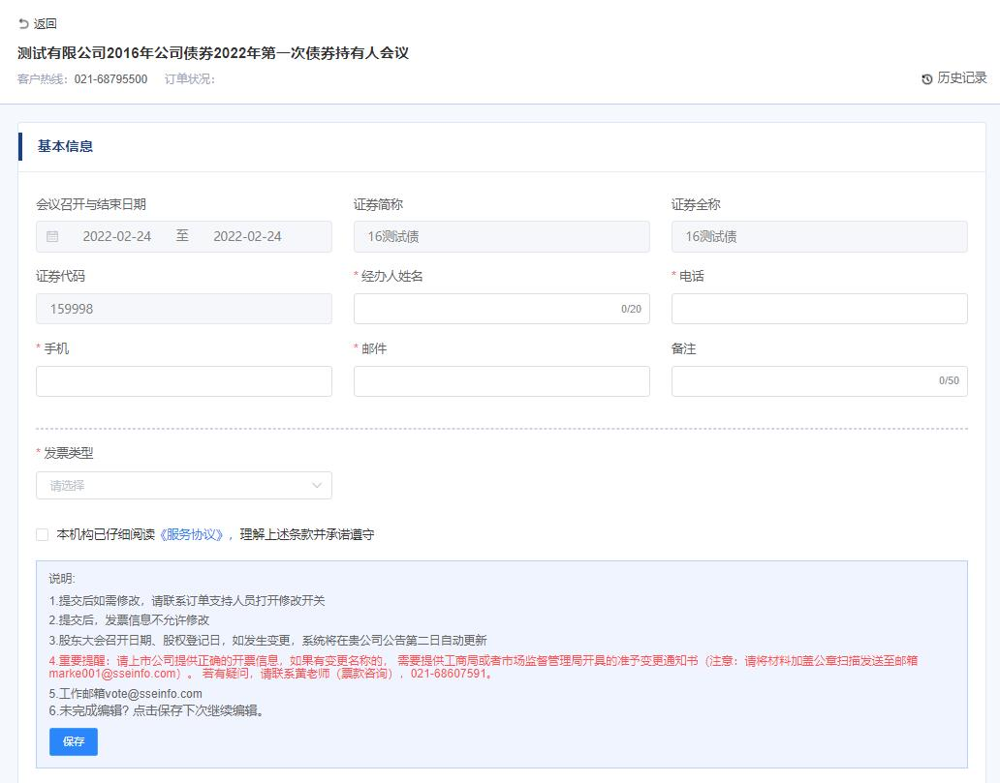 返回
测试有限公司2016年公司债券2022年第一次债券持有人会议
客户热线：021-68795500 订单状况：
历史记录
基本信息
会议召开与结束日期 证券简称 证券全称
2022-02-24 至 2022-02-24 16测试债 16测试债
证券代码 * 经办人姓名 * 电话
159998 0/20
* 手机 * 邮件 备注
0/50
* 发票类型
请选择
本机构已仔细阅读《服务协议》，理解上述条款并承诺遵守
说明：
1.提交后如需修改，请联系订单支持人员打开修改开关
2.提交后，发票信息不允许修改
3.股东大会召开日期、股权登记日，如发生变更，系统将在贵公司公告第二日自动更新
4.重要提醒：请上市公司提供正确的开票信息，如果有变更名称的， 需要提供工商局或者市场监督管理局开具的准予变更通知书（注意：请将材料加盖公章扫描发送至邮箱
marke001@sseinfo.com）。 若有疑问，请联系黄老师（票款咨询），021-68607591。
5.工作邮箱vote@sseinfo.com
6.未完成编辑？点击保存下次继续编辑。
保存